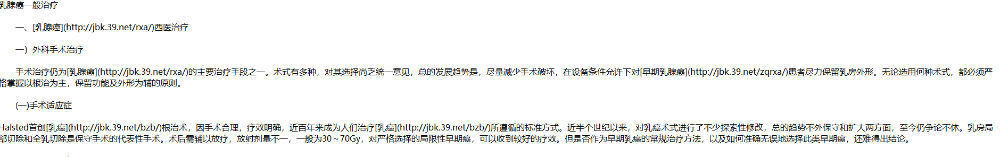 乳腺癌一般治疗
一、[乳腺癌](http://jbk.39.net/rxa/)西医治疗
一）外科手术治疗
手术治疗仍为[乳腺癌](http://jbk.39.net/rxa/)的主要治疗手段之一。术式有多种，对其选择尚乏统一意见，总的发展趋势是，尽量减少手术破坏，在设备条件允许下对[早期乳腺癌](http://jbk.39.net/zqrxa/)患者尽力保留乳房外形。无论选用何种术式，都必须严
格掌握以根治为主，保留功能及外形为辅的原则。
(一)手术适应症
Halsted首创[乳癌](http://jbk.39.net/bzb/)根治术，因手术合理，疗效明确，近百年来成为人们治疗[乳癌](http://jbk.39.net/bzb/)所遵循的标准方式。近半个世纪以来，对乳癌术式进行了不少探索性修改，总的趋势不外保守和扩大两方面，至今仍争论不休。乳房局
部切除和全乳切除是保守手术的代表性手术。术后需辅以放疗，放射剂量不一，一般为30～70Gy，对严格选择的局限性早期癌，可以收到较好的疗效。但是否作为早期乳癌的常规治疗方法，以及如何准确无误地选择此类早期癌，还难得出结论。